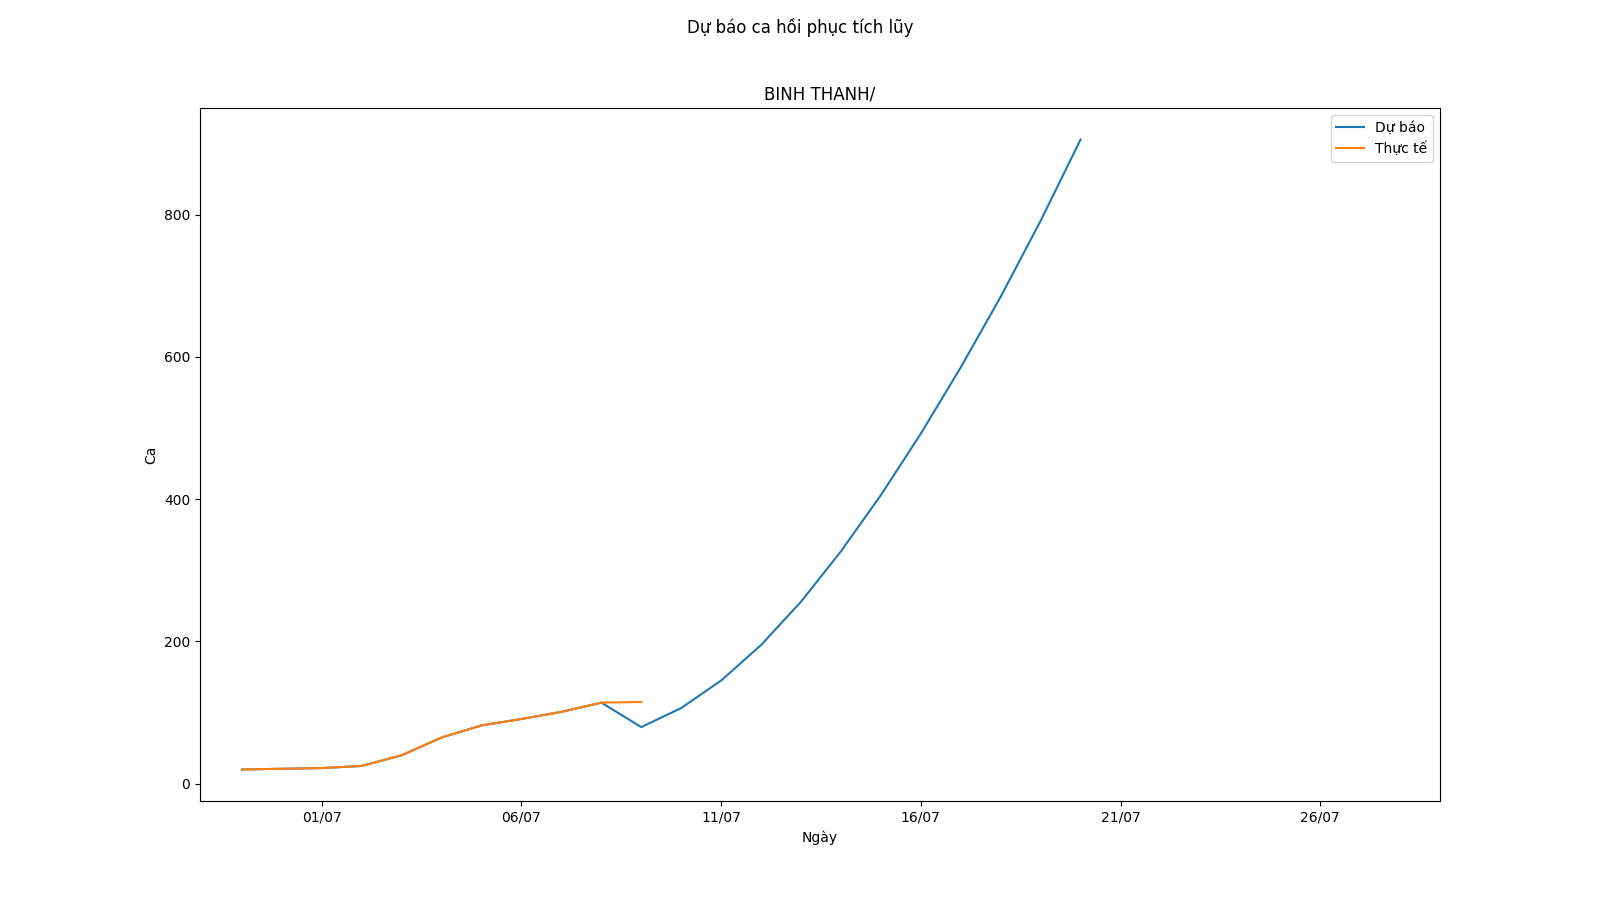 Dự báo ca hồi phục tích lũy
BINH THANH/
Dự báo
Thực tế
800
600
400
200
0
Ca
01/07 06/07 11/07 16/07 21/07 26/07
Ngày